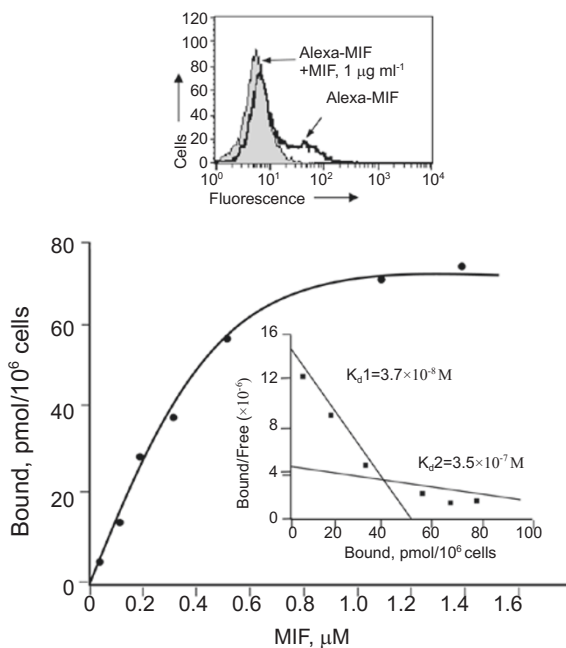 120
100
80
60
40
20
0
Cells
Alexa-MIF
+MIF, 1 μg ml⁻¹
Alexa-MIF
10⁰ 10¹ 10² 10³ 10⁴
Fluorescence
80
60
40
20
0
Bound, pmol/10⁶ cells
16
12
8
4
0
Bound/Free (×10⁻⁶)
K_d1=3.7×10⁻⁸ M
K_d2=3.5×10⁻⁷ M
0 20 40 60 80 100
Bound, pmol/10⁶ cells
0 0.2 0.4 0.6 0.8 1.0 1.2 1.4 1.6
MIF, μM